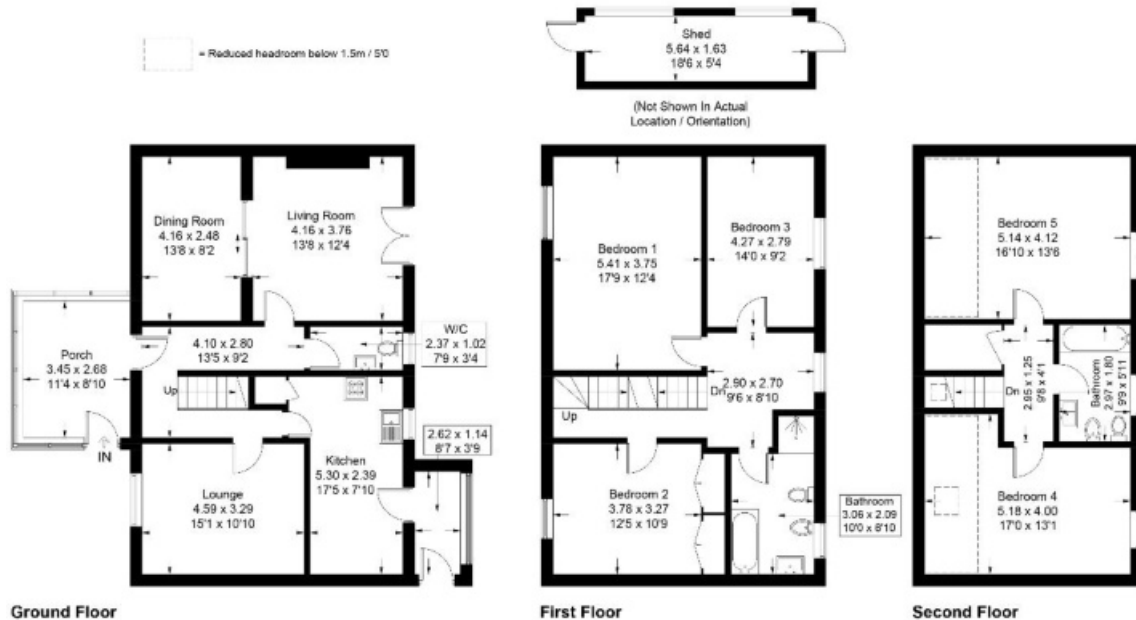 = Reduced headroom below 1.5m / 5'0
Shed
5.64 x 1.63
18'6 x 5'4
(Not Shown In Actual
Location / Orientation)
Dining Room
4.16 x 2.48
13'8 x 8'2
Living Room
4.16 x 3.76
13'8 x 12'4
Porch
3.45 x 2.68
11'4 x 8'10
4.10 x 2.80
13'5 x 9'2
W/C
2.37 x 1.02
7'9 x 3'4
Up
IN
2.62 x 1.14
8'7 x 3'9
Kitchen
5.30 x 2.39
17'5 x 7'10
Lounge
4.59 x 3.29
15'1 x 10'10
Ground Floor
Bedroom 1
5.41 x 3.75
17'9 x 12'4
Bedroom 3
4.27 x 2.79
14'0 x 9'2
2.90 x 2.70
9'6 x 8'10
Dn
Up
Bedroom 2
3.78 x 3.27
12'5 x 10'9
Bathroom
3.06 x 2.09
10'0 x 6'10
First Floor
Bedroom 5
5.14 x 4.12
16'10 x 13'6
Dn
2.95 x 1.25
9'8 x 4'1
Bathroom
2.97 x 1.80
9'9 x 5'11
Bedroom 4
5.18 x 4.00
17'0 x 13'1
Second Floor